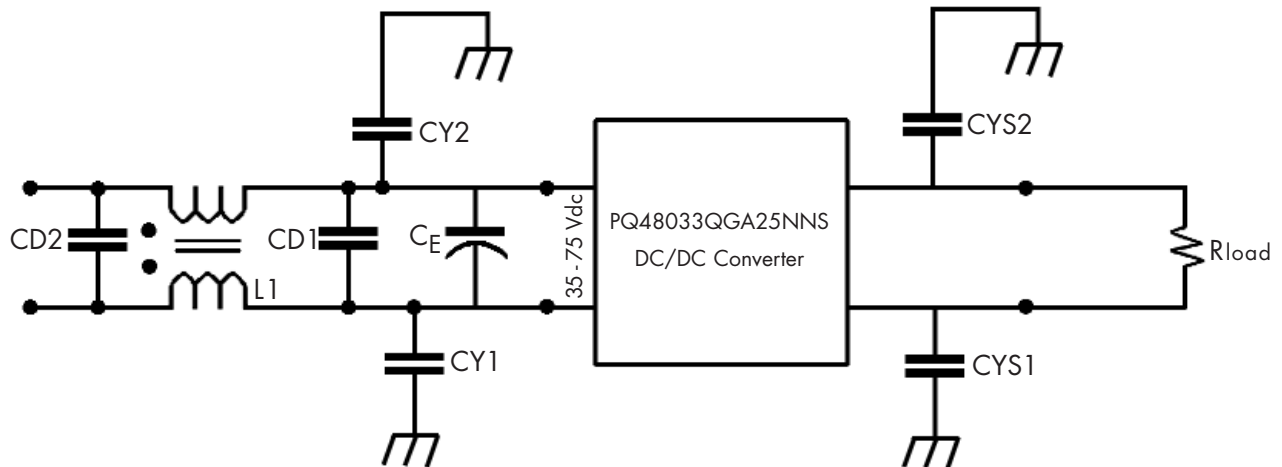 CY2
CYS2
CD2
L1
CD1
CE
35 - 75 Vdc
PQ48033QGA25NNS
DC/DC Converter
Rload
CY1
CYS1